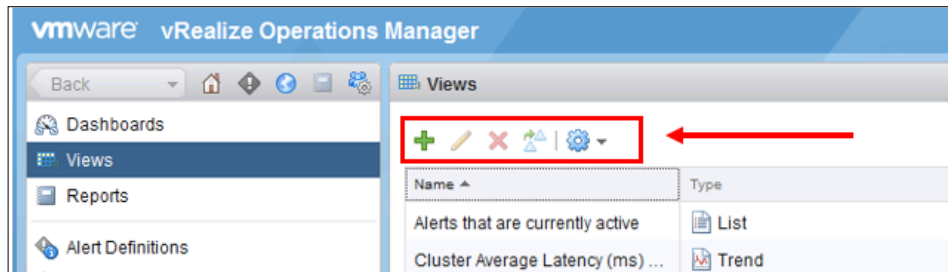 vmware vRealize Operations Manager
Back
Views
Dashboards
Views
Reports
Alert Definitions
Name Type
Alerts that are currently active List
Cluster Average Latency (ms) ... Trend